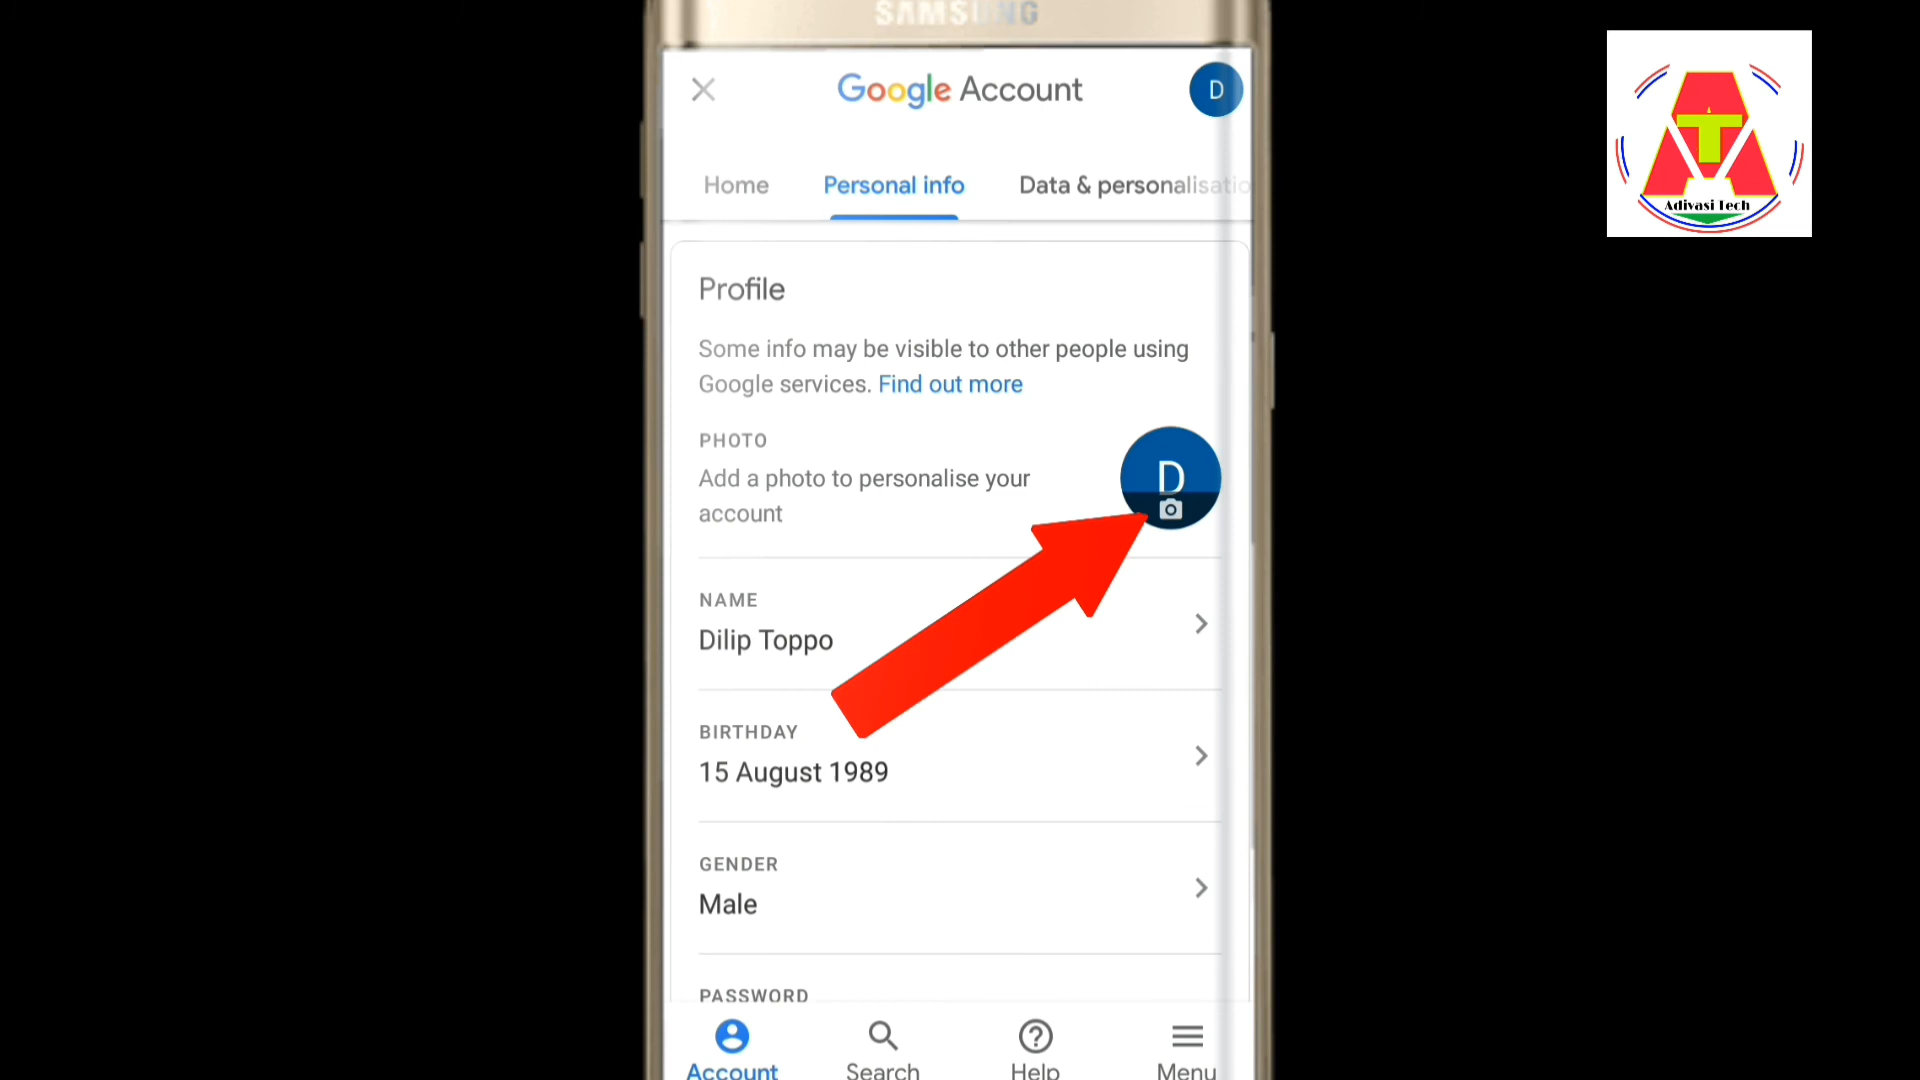 SAMSUNG
Google Account
D
Home
Personal info
Data & personalisatio
A T
Adivasi Tech
Profile
Some info may be visible to other people using
Google services. Find out more
PHOTO
Add a photo to personalise your
account
D
NAME
Dilip Toppo
BIRTHDAY
15 August 1989
GENDER
Male
PASSWORD
Account
Search
Help
Menu